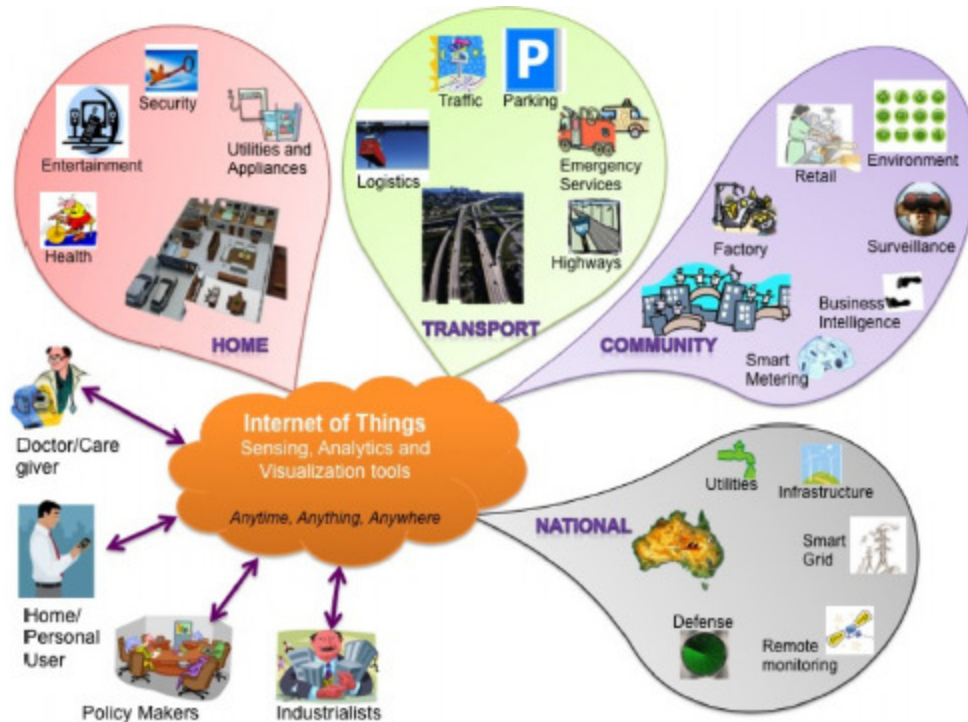 Security
Entertainment
Utilities and
Appliances
Health
HOME
P
Traffic
Parking
Logistics
Emergency
Services
Highways
TRANSPORT
Retail
Environment
Factory
Surveillance
Business
Intelligence
COMMUNITY
Smart
Metering
Internet of Things
Sensing, Analytics and
Visualization tools
Anytime, Anything, Anywhere
Doctor/Care
giver
Home/
Personal
User
Policy Makers
Industrialists
NATIONAL
Utilities
Infrastructure
Smart
Grid
Defense
Remote
monitoring